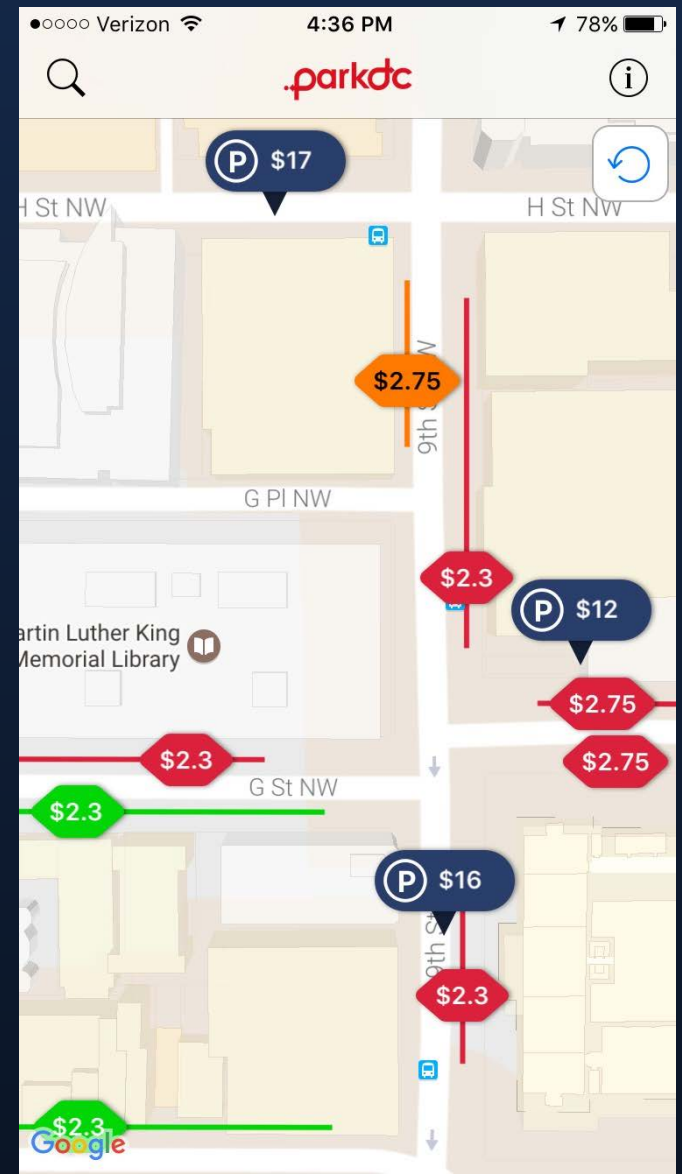 Verizon 4:36 PM 78%
parkdc
P $17
H St NW H St NW
$2.75
9th S W
G Pl NW
$2.3
P $12
artin Luther King
Memorial Library
$2.75
$2.3
$2.75
G St NW
$2.3
P $16
9th St
$2.3
$2.3
Google